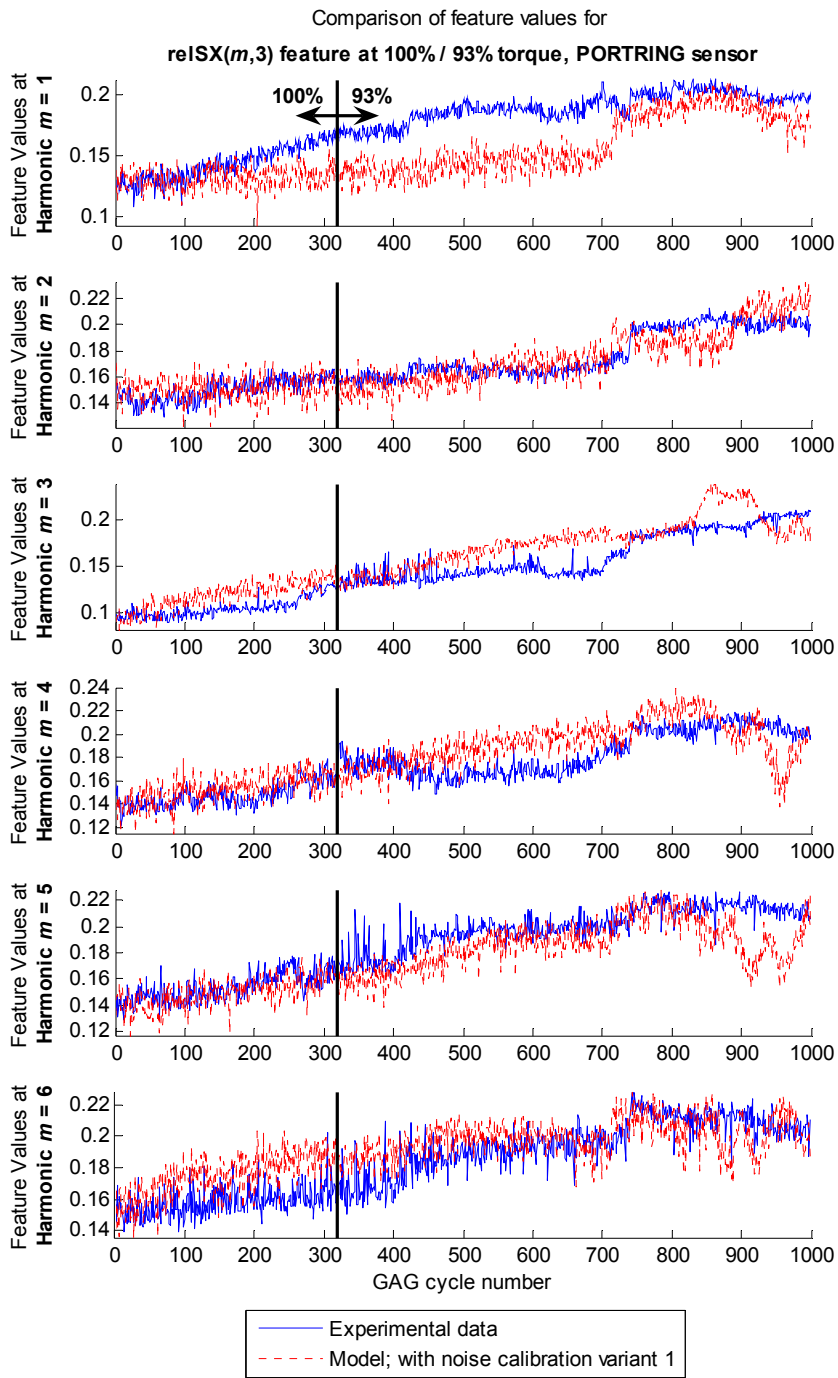 Comparison of feature values for
relSX(m,3) feature at 100% / 93% torque, PORTRING sensor
Feature Values at
Harmonic m = 1
0.2
0.15
0.1
100%
93%
0 100 200 300 400 500 600 700 800 900 1000
Feature Values at
Harmonic m = 2
0.22
0.2
0.18
0.16
0.14
0 100 200 300 400 500 600 700 800 900 1000
Feature Values at
Harmonic m = 3
0.2
0.15
0.1
0 100 200 300 400 500 600 700 800 900 1000
Feature Values at
Harmonic m = 4
0.24
0.22
0.2
0.18
0.16
0.14
0.12
0 100 200 300 400 500 600 700 800 900 1000
Feature Values at
Harmonic m = 5
0.22
0.2
0.18
0.16
0.14
0.12
0 100 200 300 400 500 600 700 800 900 1000
Feature Values at
Harmonic m = 6
0.22
0.2
0.18
0.16
0.14
0 100 200 300 400 500 600 700 800 900 1000
GAG cycle number
Experimental data
Model; with noise calibration variant 1